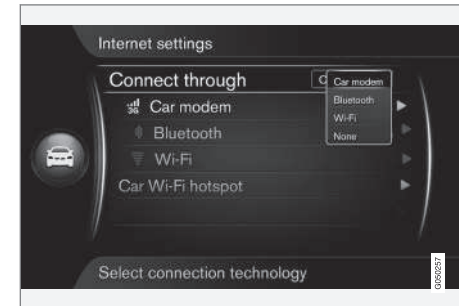 Internet settings
Connect through
C
Car modem
Bluetooth
Wi-Fi
None
3G
Car modem
Bluetooth
Wi-Fi
Car Wi-Fi hotspot
Select connection technology
G050257